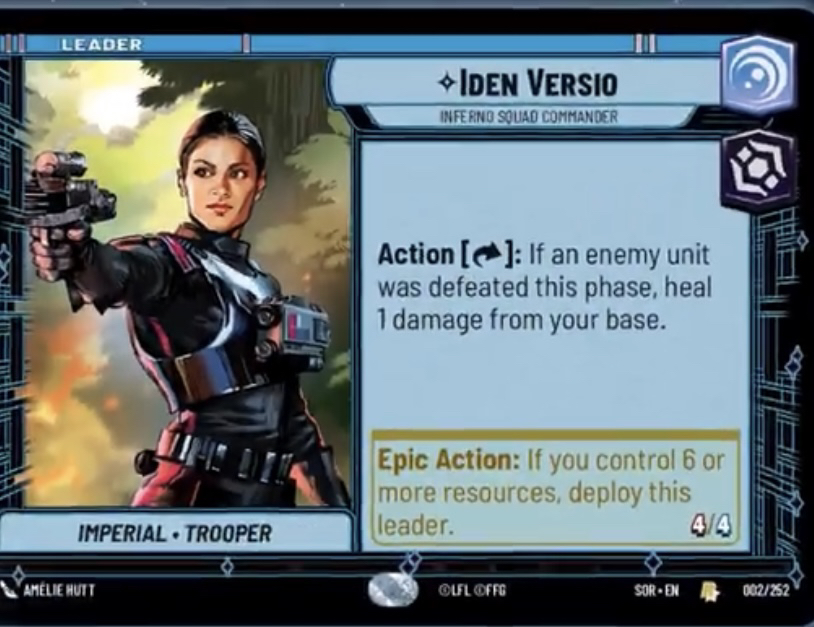 LEADER
✧IDEN VERSIO
INFERNO SQUAD COMMANDER
Action [↷]: If an enemy unit
was defeated this phase, heal
1 damage from your base.
Epic Action: If you control 6 or
more resources, deploy this
leader.
4/4
IMPERIAL • TROOPER
AMÉLIE HUTT
©LFL ©FFG
SOR • EN
002/252